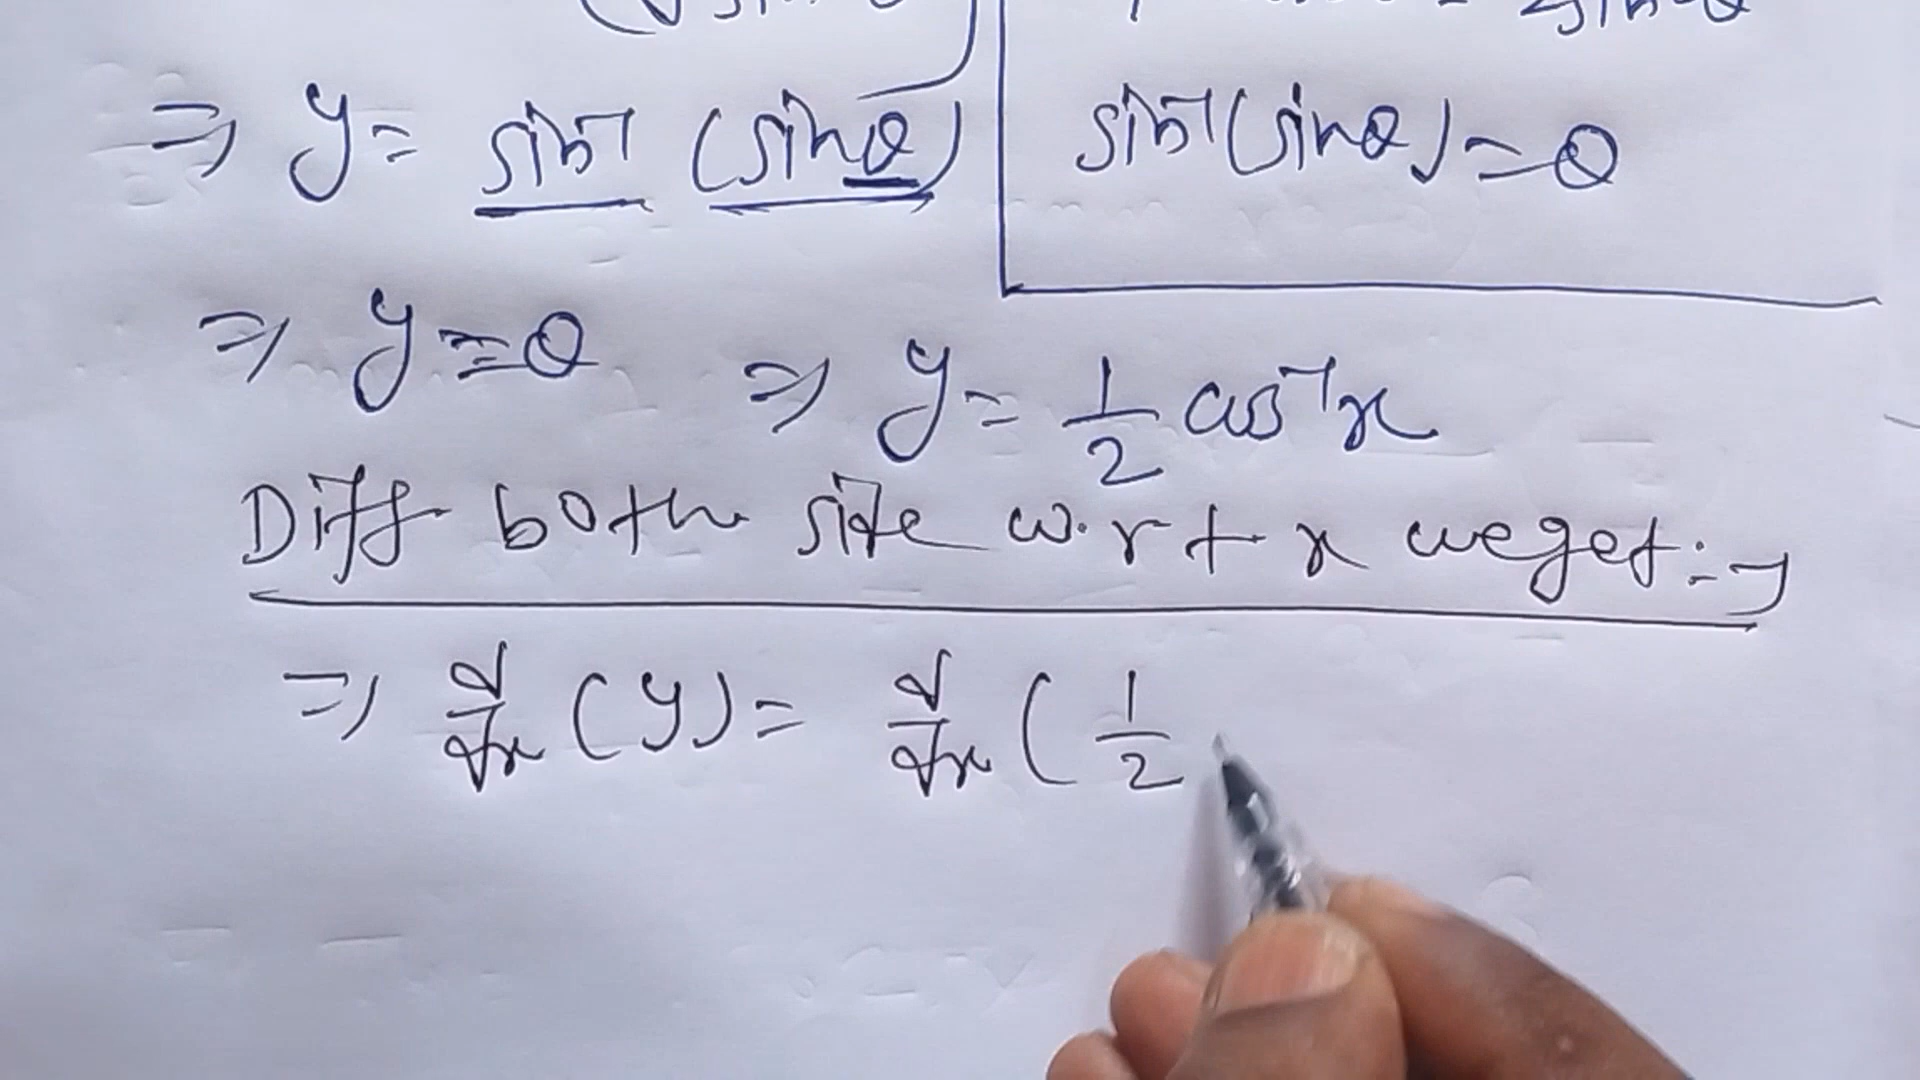 ⇒ y = sin⁻¹ (sinθ)
sin⁻¹(sinθ) = θ
⇒ y = θ ⇒ y = 1/2 cos⁻¹x
Diff both side w.r.t x we get :-
⇒ d/dx (y) = d/dx ( 1/2